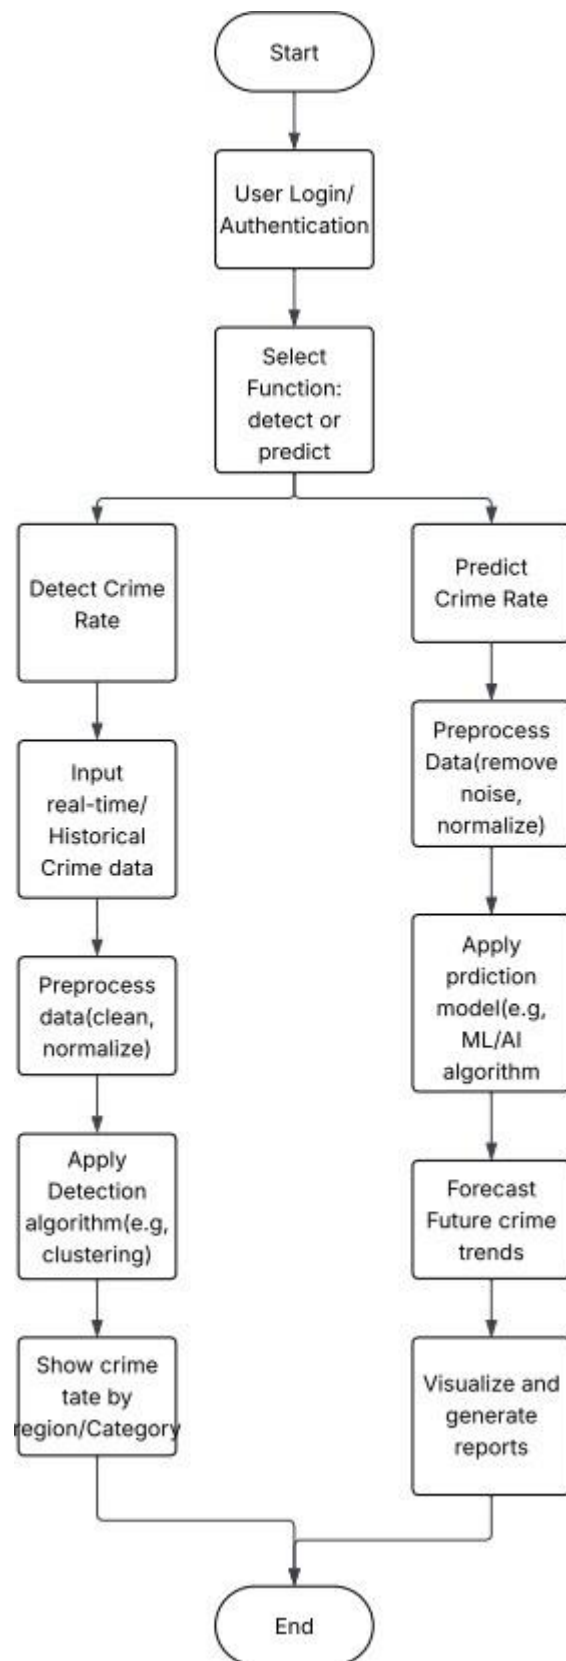 Start
User Login/
Authentication
Select
Function:
detect or
predict
Detect Crime
Rate
Input
real-time/
Historical
Crime data
Preprocess
data(clean,
normalize)
Apply
Detection
algorithm(e.g,
clustering)
Show crime
tate by
region/Category
Predict
Crime Rate
Preprocess
Data(remove
noise,
normalize)
Apply
prdiction
model(e.g,
ML/AI
algorithm
Forecast
Future crime
trends
Visualize and
generate
reports
End